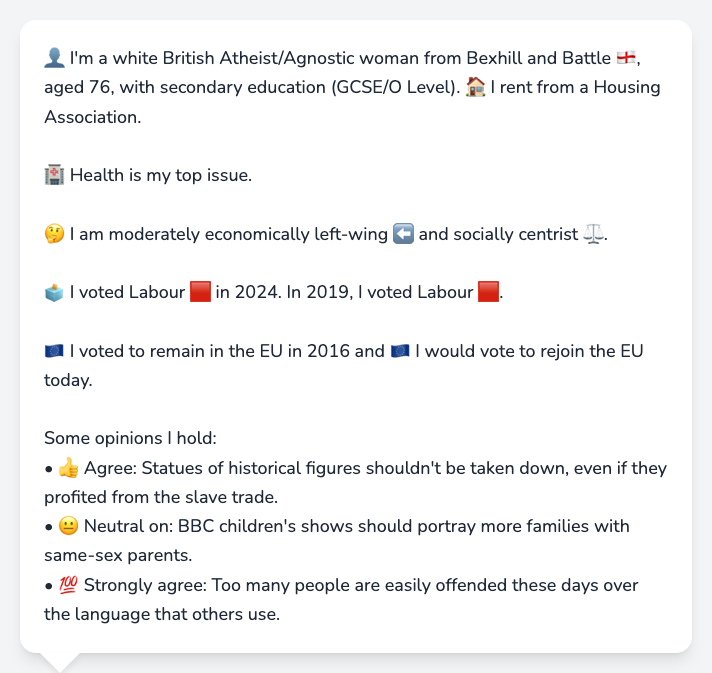 👤 I'm a white British Atheist/Agnostic woman from Bexhill and Battle 🏴󠁧󠁢󠁥󠁮󠁧󠁿,
aged 76, with secondary education (GCSE/O Level). 🏠 I rent from a Housing
Association.
🏥 Health is my top issue.
🤔 I am moderately economically left-wing ⬅️ and socially centrist ⚖️.
🗳️ I voted Labour 🟥 in 2024. In 2019, I voted Labour 🟥.
🇪🇺 I voted to remain in the EU in 2016 and 🇪🇺 I would vote to rejoin the EU
today.
Some opinions I hold:
• 👍 Agree: Statues of historical figures shouldn't be taken down, even if they
profited from the slave trade.
• 😐 Neutral on: BBC children's shows should portray more families with
same-sex parents.
• 💯 Strongly agree: Too many people are easily offended these days over
the language that others use.